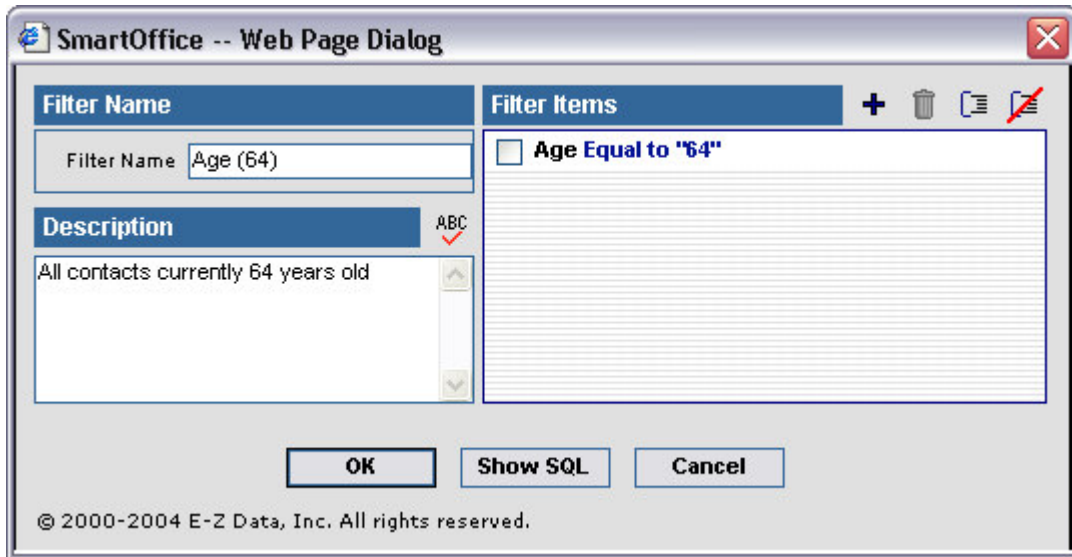 SmartOffice -- Web Page Dialog
Filter Name
Filter Items
Filter Name Age (64)
Age Equal to "64"
Description
ABC
All contacts currently 64 years old
OK
Show SQL
Cancel
© 2000-2004 E-Z Data, Inc. All rights reserved.